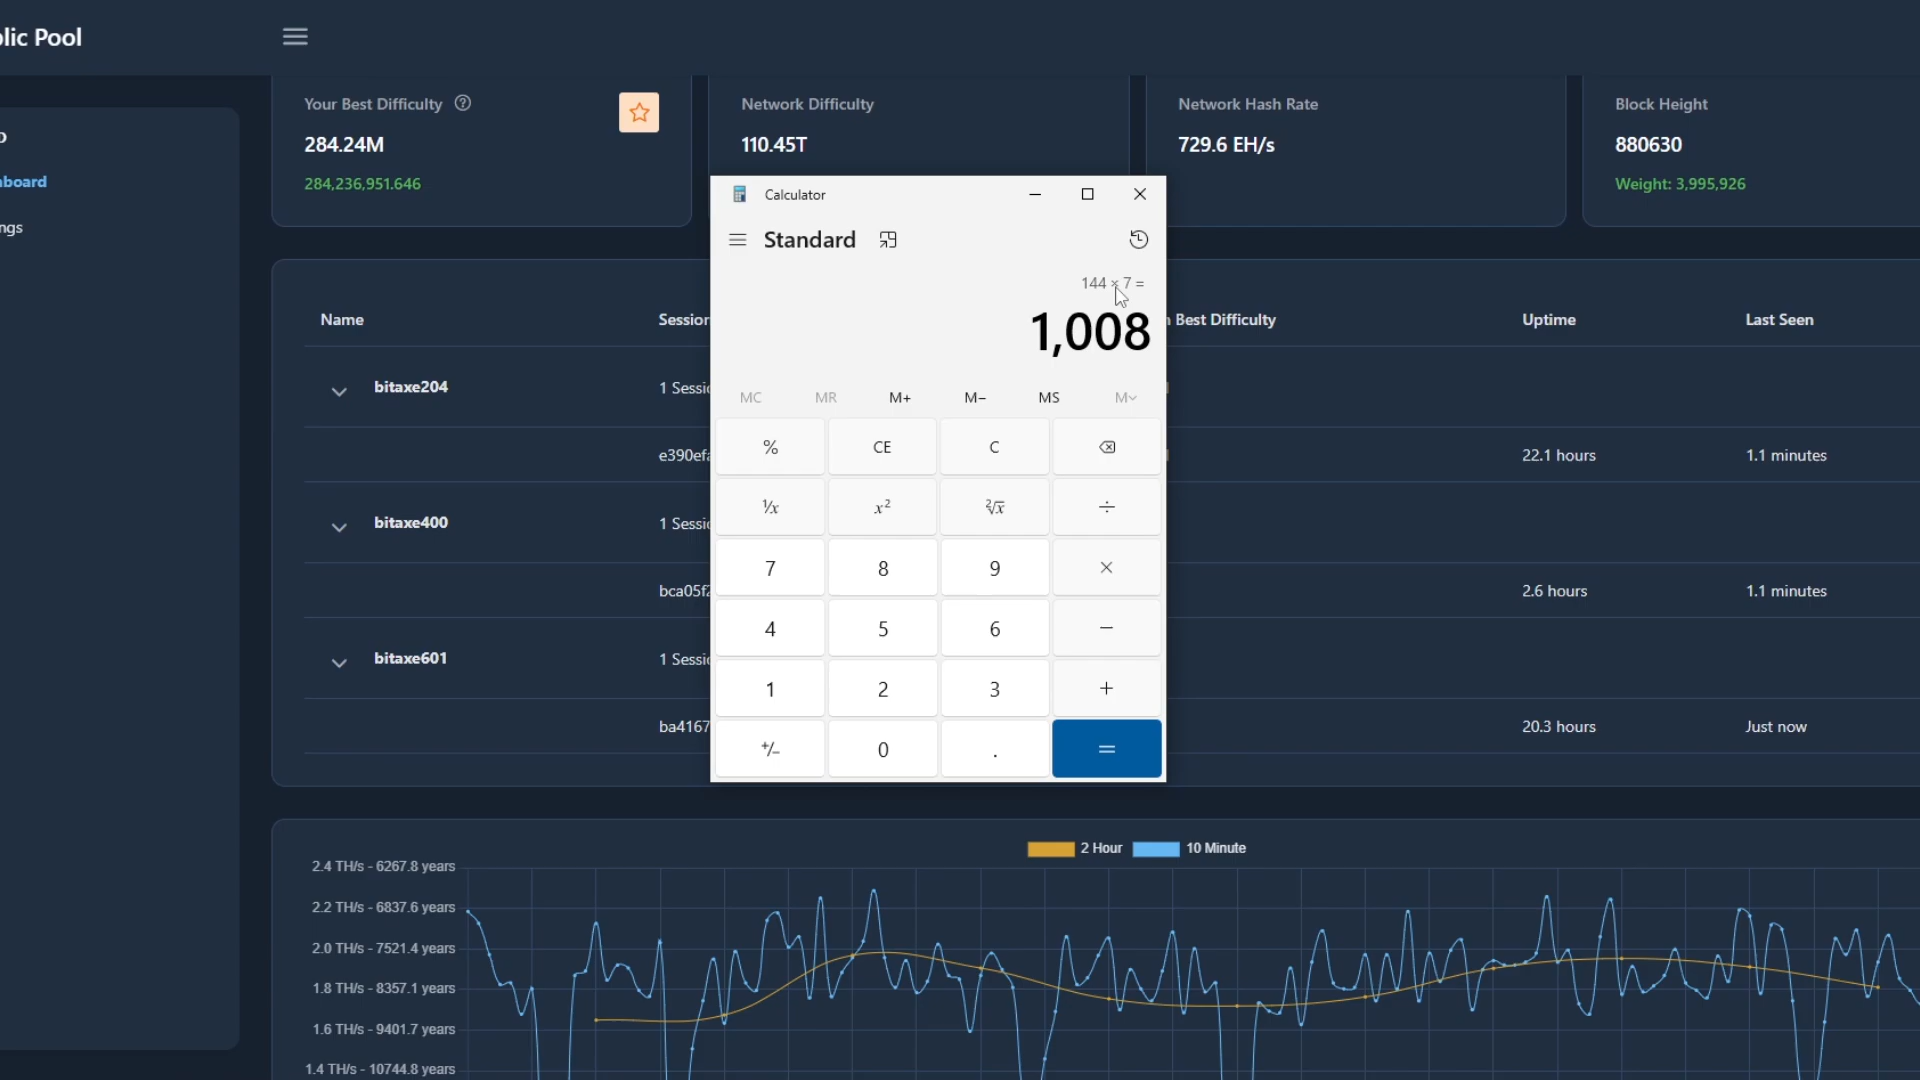 lic Pool
Your Best Difficulty
284.24M
284,236,951.646
Network Difficulty
110.45T
Network Hash Rate
729.6 EH/s
Block Height
880630
Weight: 3,995,926
board
ngs
Calculator
Standard
144 × 7 =
1,008
MC MR M+ M− MS M
% CE C
¹/x x² ²√x ÷
7 8 9 ×
4 5 6 −
1 2 3 +
+/− 0 . =
Name Session Best Difficulty Uptime Last Seen
bitaxe204 1 Sessi
e390ef 22.1 hours 1.1 minutes
bitaxe400 1 Sessi
bca05f 2.6 hours 1.1 minutes
bitaxe601 1 Sessi
ba4167 20.3 hours Just now
2 Hour 10 Minute
2.4 TH/s - 6267.8 years
2.2 TH/s - 6837.6 years
2.0 TH/s - 7521.4 years
1.8 TH/s - 8357.1 years
1.6 TH/s - 9401.7 years
1.4 TH/s - 10744.8 years